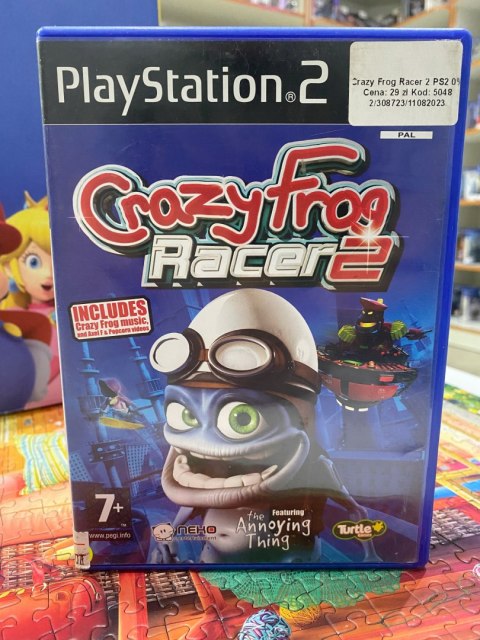 PlayStation®2
Crazy Frog Racer 2 PS2
Cena: 29 zł Kod: 5048
2/308723/11082023
PAL
Crazy Frog
Racer 2
INCLUDES
Crazy Frog music,
and Axel F & Popcorn videos
7+
www.pegi.info
NEKO
entertainment
Featuring
the
Annoying
Thing
Turtle